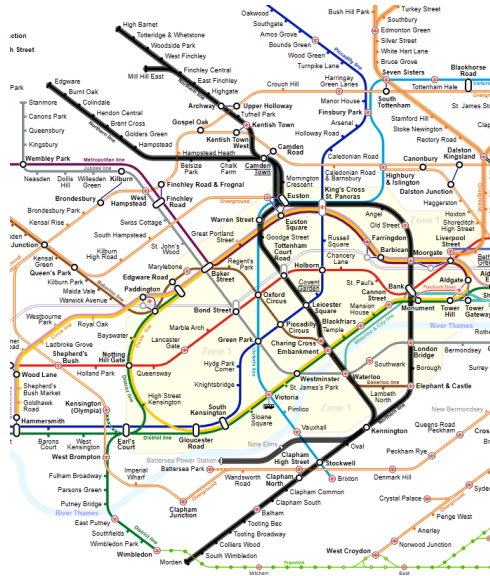 Oakwood
Southgate
Arnos Grove
Bounds Green
Wood Green
Turnpike Lane
Piccadilly line
Bush Hill Park
Turkey Street
Southbury
Edmonton Green
Silver Street
White Hart Lane
Bruce Grove
Seven Sisters
Blackhorse
Road
High Barnet
Totteridge & Whetstone
Woodside Park
West Finchley
Mill Hill East
Finchley Central
East Finchley
Highgate
Crouch Hill
Harringay
Green Lanes
Manor House
Tottenham Hale
South
Tottenham
Edgware
Burnt Oak
Colindale
Hendon Central
Brent Cross
Golders Green
Hampstead
Northern line
Archway
Upper Holloway
Tufnell Park
Kentish Town
Gospel Oak
Kentish Town
West
Finsbury Park
Arsenal
Holloway Road
Stamford Hill
Stoke Newington
Rectory Road
St. James St
Stanmore
Canons Park
Queensbury
Kingsbury
Wembley Park
Metropolitan line
Jubilee line
Neasden
Dollis
Hill
Willesden
Green
Kilburn
Hampstead Heath
Belsize
Park
Chalk
Farm
Camden
Town
Camden
Road
Caledonian Road
Caledonian Road
& Barnsbury
Canonbury
Dalston
Kingsland
Highbury &
Islington
Dalston Junction
Haggerston
Hoxton
Shoreditch
High Street
Finchley Road & Frognal
Brondesbury
Brondesbury Park
Kensal Rise
West
Hampstead
Finchley
Road
Overground
Mornington
Crescent
Euston
King's Cross
St. Pancras
Angel
Old Street
Zone 1
Swiss Cottage
South Hampstead
St. John's
Wood
Kilburn
High Road
Kensal
Green
Queen's Park
Kilburn Park
Maida Vale
Warwick Avenue
Warren Street
Great Portland
Street
Regent's
Park
Baker
Street
Marylebone
Edgware Road
Paddington
Euston
Square
Goodge Street
Tottenham
Court
Road
Russell
Square
Chancery
Lane
Holborn
Farringdon
Barbican
Moorgate
Liverpool
Street
Aldgate
Bank
Monument
Tower
Hill
Tower
Gateway
River Thames
Westbourne
Park
Royal Oak
Ladbroke Grove
Bayswater
Shepherd's
Bush
Notting
Hill Gate
Holland Park
Queensway
Lancaster
Gate
Marble Arch
Bond Street
Oxford
Circus
Covent
Garden
Leicester
Square
Piccadilly
Circus
St. Paul's
Cannon
Street
Mansion
House
Blackfriars
Temple
Wood Lane
Shepherd's
Bush Market
Goldhawk
Road
Hammersmith
Kensington
(Olympia)
High Street
Kensington
Green Park
Hyde Park
Corner
Knightsbridge
Charing Cross
Embankment
Westminster
St. James's Park
Victoria
Waterloo
Bakerloo line
Southwark
Lambeth
North
London
Bridge
Bermondsey
Borough
Elephant & Castle
Kennington
South
Kensington
Sloane
Square
Gloucester
Road
Pimlico
Vauxhall
Zone 1
New Bermondsey
Queens Road
Peckham
Barons
Court
West
Kensington
Earl's
Court
District line
West Brompton
Fulham Broadway
Parsons Green
Putney Bridge
River Thames
East Putney
Southfields
Wimbledon Park
Wimbledon
Nine Elms
Battersea Power Station
Battersea Park
Imperial
Wharf
Clapham
Junction
Wandsworth
Road
Clapham
High Street
Clapham
North
Stockwell
Brixton
Oval
Denmark Hill
Peckham Rye
Crystal Palace
Penge West
Anerley
Norwood Junction
West Croydon
Clapham Common
Clapham South
Balham
Tooting Bec
Tooting Broadway
Colliers Wood
South Wimbledon
Morden
Tramlink
Mitcham
East